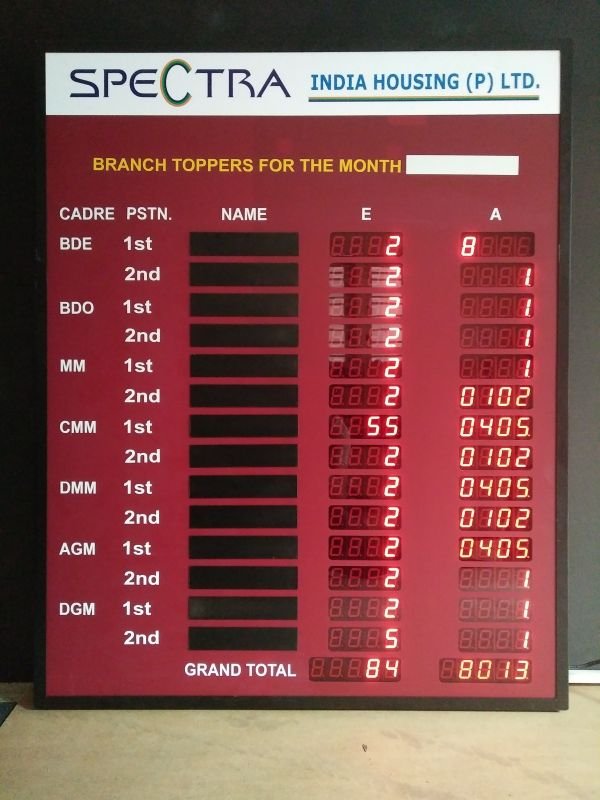 SPECTRA INDIA HOUSING (P) LTD.
BRANCH TOPPERS FOR THE MONTH
CADRE PSTN. NAME E A
BDE 1st 2 8
2nd 2 1.
BDO 1st 2 1.
2nd 2 1.
MM 1st 2 1.
2nd 2 0102
CMM 1st 55 0405.
2nd 2 0102
DMM 1st 2 0405.
2nd 2 0102
AGM 1st 2 0405.
2nd 2 1.
DGM 1st 2 1.
2nd 5 1.
GRAND TOTAL 84 8013.